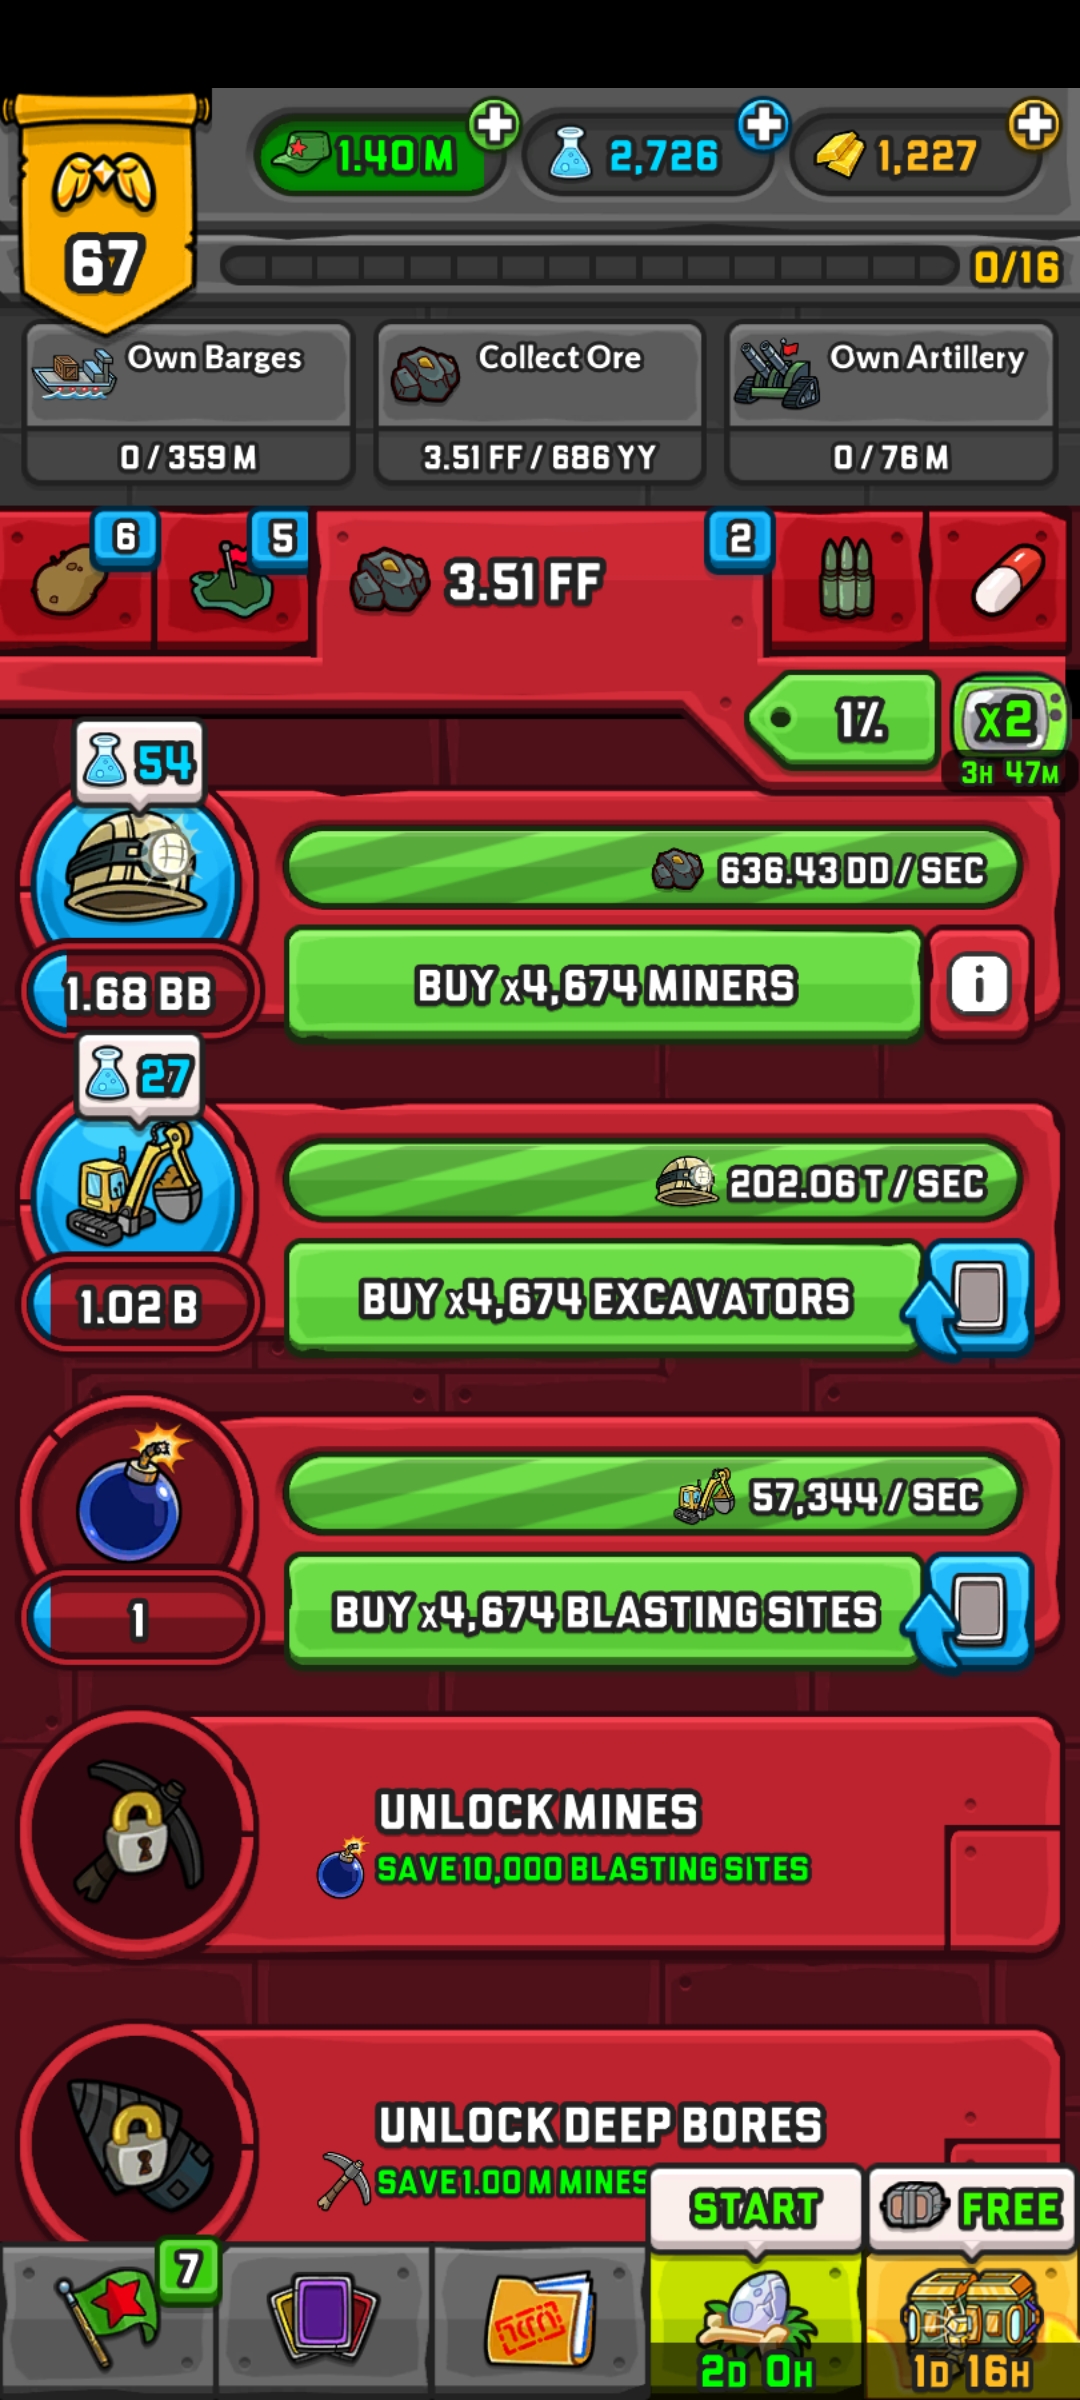 1.40 M
2,726
1,227
67
0/16
Own Barges
Collect Ore
Own Artillery
0 / 359 M
3.51 FF / 686 YY
0 / 76 M
6
5
3.51 FF
2
1%
x2
3H 47M
54
636.43 DD / SEC
1.68 BB
BUY x4,674 MINERS
i
27
202.06 T / SEC
1.02 B
BUY x4,674 EXCAVATORS
57,344 / SEC
1
BUY x4,674 BLASTING SITES
UNLOCK MINES
SAVE 10,000 BLASTING SITES
UNLOCK DEEP BORES
SAVE 1.00 M MINES
START
FREE
7
2D 0H
1D 16H